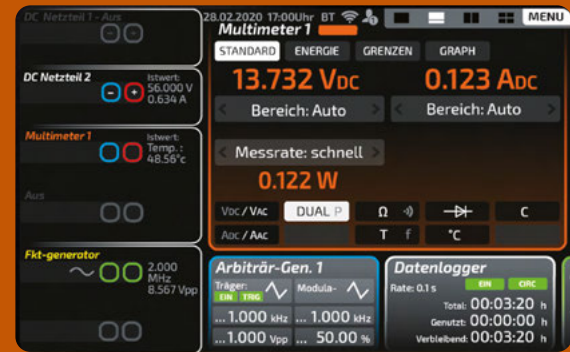 DC Netzteil 1 - Aus
DC Netzteil 2
Istwert:
56.000 V
0.634 A
Multimeter 1
Istwert:
Temp.:
48.56°c
Aus
Fkt-generator
2.000
MHz
8.567 Vpp
28.02.2020 17:00Uhr BT
MENU
Multimeter 1
STANDARD ENERGIE GRENZEN GRAPH
13.732 VDC 0.123 ADC
< Bereich: Auto > < Bereich: Auto >
< Messrate: schnell >
0.122 W
VDC / VAC DUAL P Ω C
ADC / AAC T f °C
Arbiträr-Gen. 1
Träger: Modula-
EIN TRIG
... 1.000 kHz ... 1.000 kHz
... 1.000 Vpp ... 50.00 %
Datenlogger
Rate: 0.1 s EIN CIRC
Total: 00:03:20 h
Genutzt: 00:00:00 h
Verbleibend: 00:03:20 h